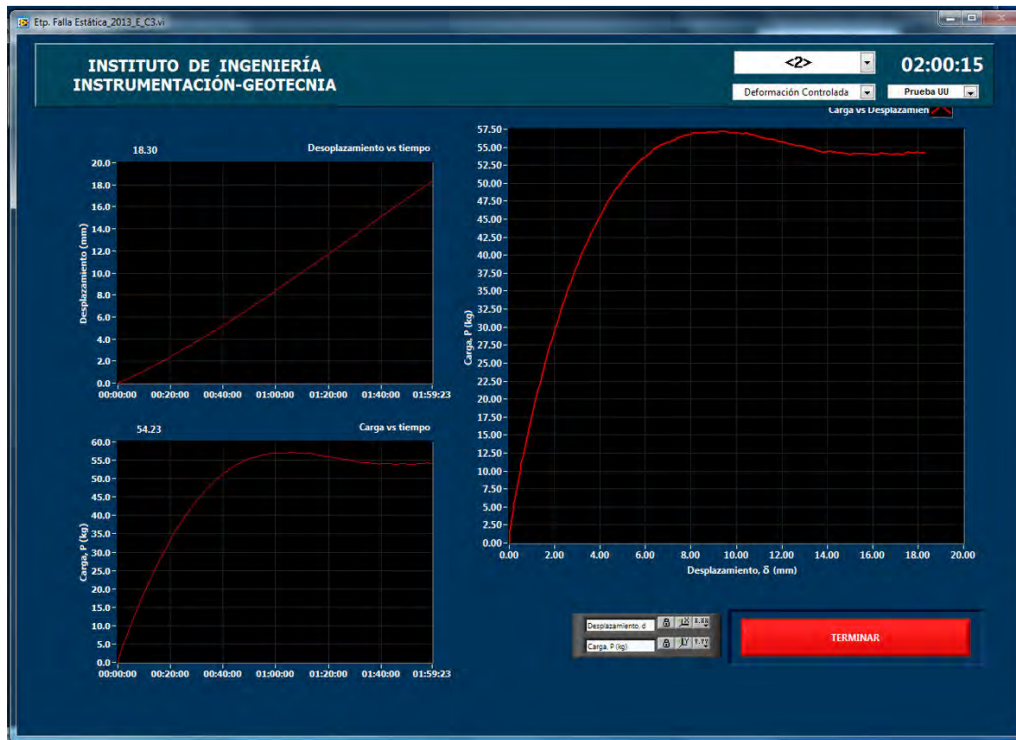 Etp. Falla Estática_2013_E_C3.vi
INSTITUTO DE INGENIERÍA
INSTRUMENTACIÓN-GEOTECNIA
<2>
02:00:15
Deformación Controlada
Prueba UU
18.30
Desoplazamiento vs tiempo
20.0
18.0
16.0
14.0
12.0
10.0
8.0
6.0
4.0
2.0
0.0
Desplazamiento (mm)
00:00:00 00:20:00 00:40:00 01:00:00 01:20:00 01:40:00 01:59:23
54.23
Carga vs tiempo
60.0
55.0
50.0
45.0
40.0
35.0
30.0
25.0
20.0
15.0
10.0
5.0
0.0
Carga, P (kg)
00:00:00 00:20:00 00:40:00 01:00:00 01:20:00 01:40:00 01:59:23
Carga vs Desplazamien
57.50
55.00
52.50
50.00
47.50
45.00
42.50
40.00
37.50
35.00
32.50
30.00
27.50
25.00
22.50
20.00
17.50
15.00
12.50
10.00
7.50
5.00
2.50
0.00
Carga, P (kg)
0.00 2.00 4.00 6.00 8.00 10.00 12.00 14.00 16.00 18.00 20.00
Desplazamiento, δ (mm)
Desplazamiento, d
Carga, P (kg)
TERMINAR